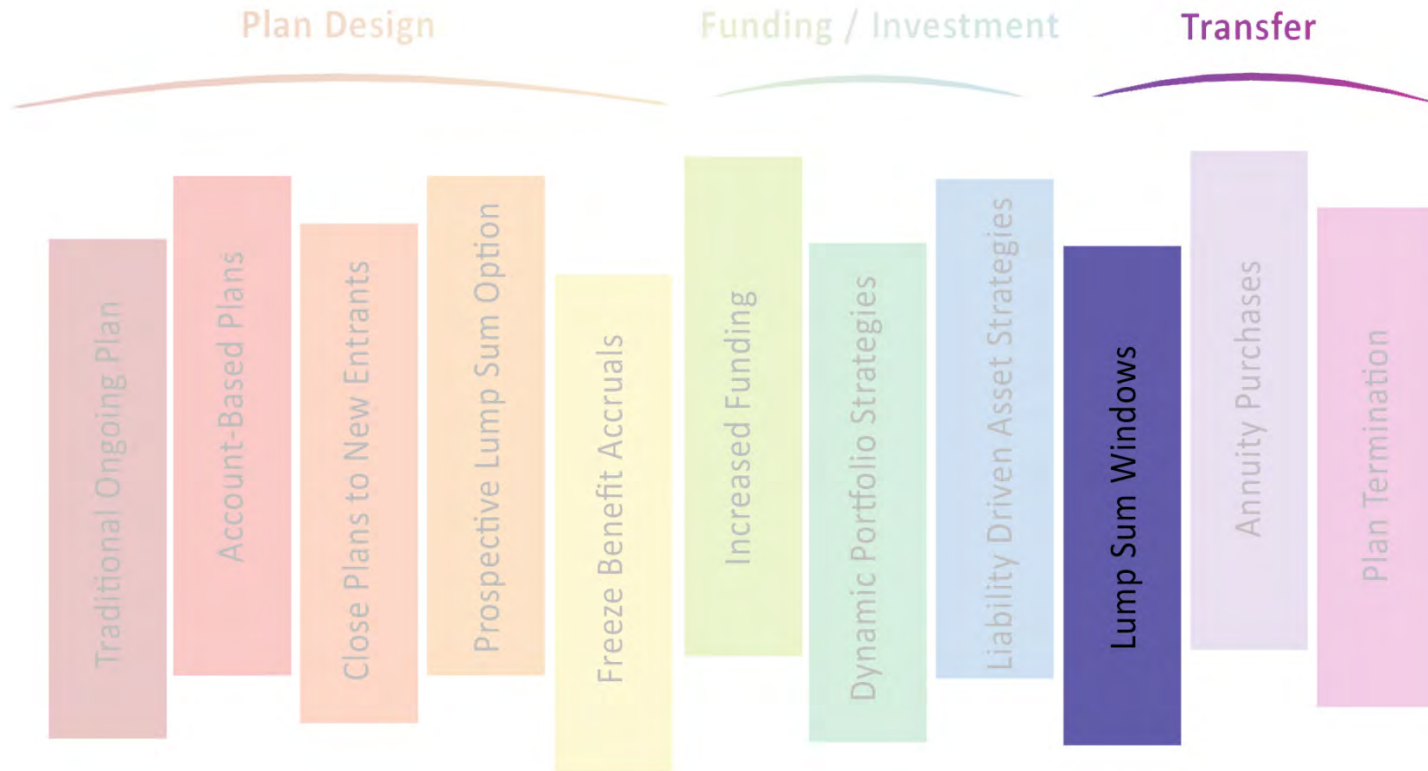 Plan Design
Funding / Investment
Transfer
Traditional Ongoing Plan
Account-Based Plans
Close Plans to New Entrants
Prospective Lump Sum Option
Freeze Benefit Accruals
Increased Funding
Dynamic Portfolio Strategies
Liability Driven Asset Strategies
Lump Sum Windows
Annuity Purchases
Plan Termination